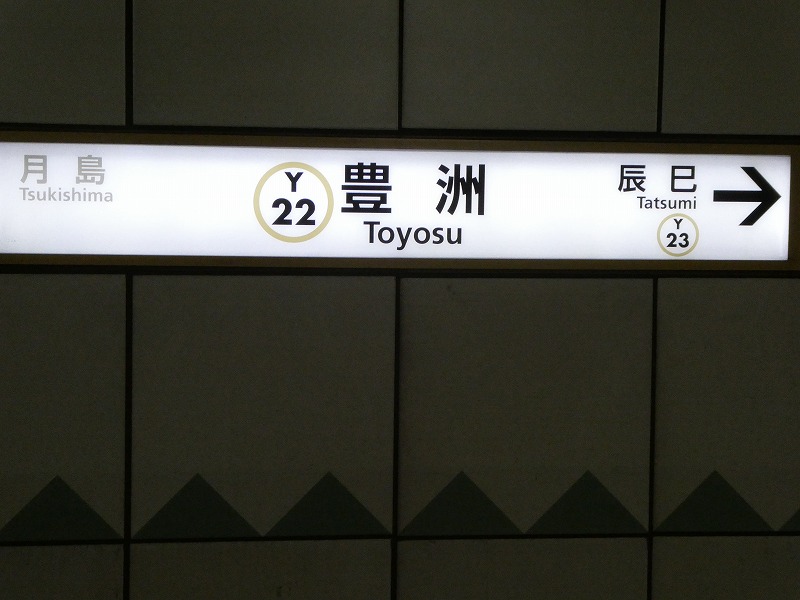 月島
Tsukishima
Y
22
豊洲
Toyosu
辰巳
Tatsumi
Y
23